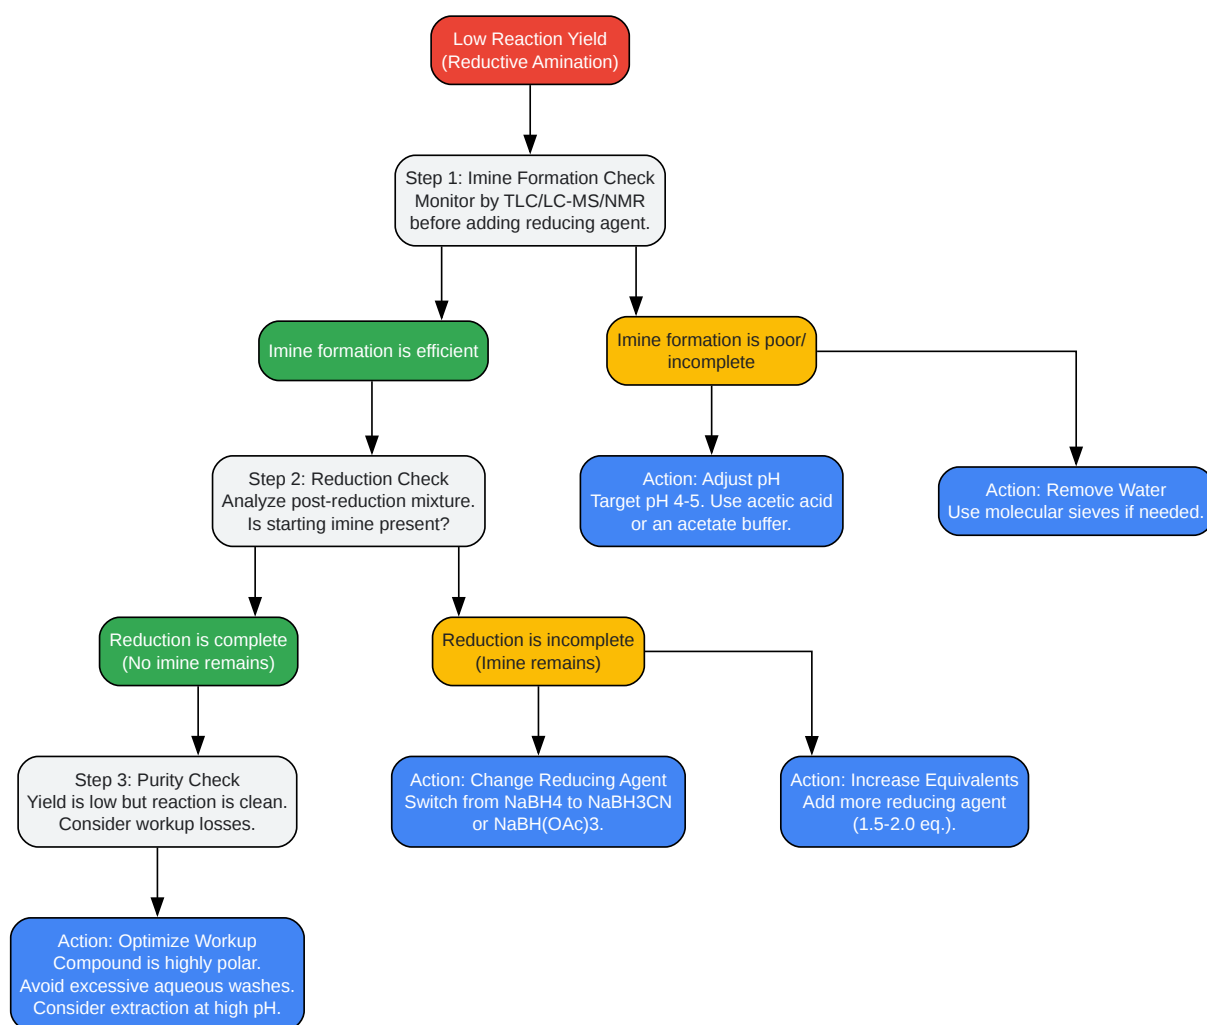 Low Reaction Yield
(Reductive Amination)
Step 1: Imine Formation Check
Monitor by TLC/LC-MS/NMR
before adding reducing agent.
Imine formation is efficient
Imine formation is poor/
incomplete
Step 2: Reduction Check
Analyze post-reduction mixture.
Is starting imine present?
Action: Adjust pH
Target pH 4-5. Use acetic acid
or an acetate buffer.
Action: Remove Water
Use molecular sieves if needed.
Reduction is complete
(No imine remains)
Reduction is incomplete
(Imine remains)
Step 3: Purity Check
Yield is low but reaction is clean.
Consider workup losses.
Action: Change Reducing Agent
Switch from NaBH4 to NaBH3CN
or NaBH(OAc)3.
Action: Increase Equivalents
Add more reducing agent
(1.5-2.0 eq.).
Action: Optimize Workup
Compound is highly polar.
Avoid excessive aqueous washes.
Consider extraction at high pH.